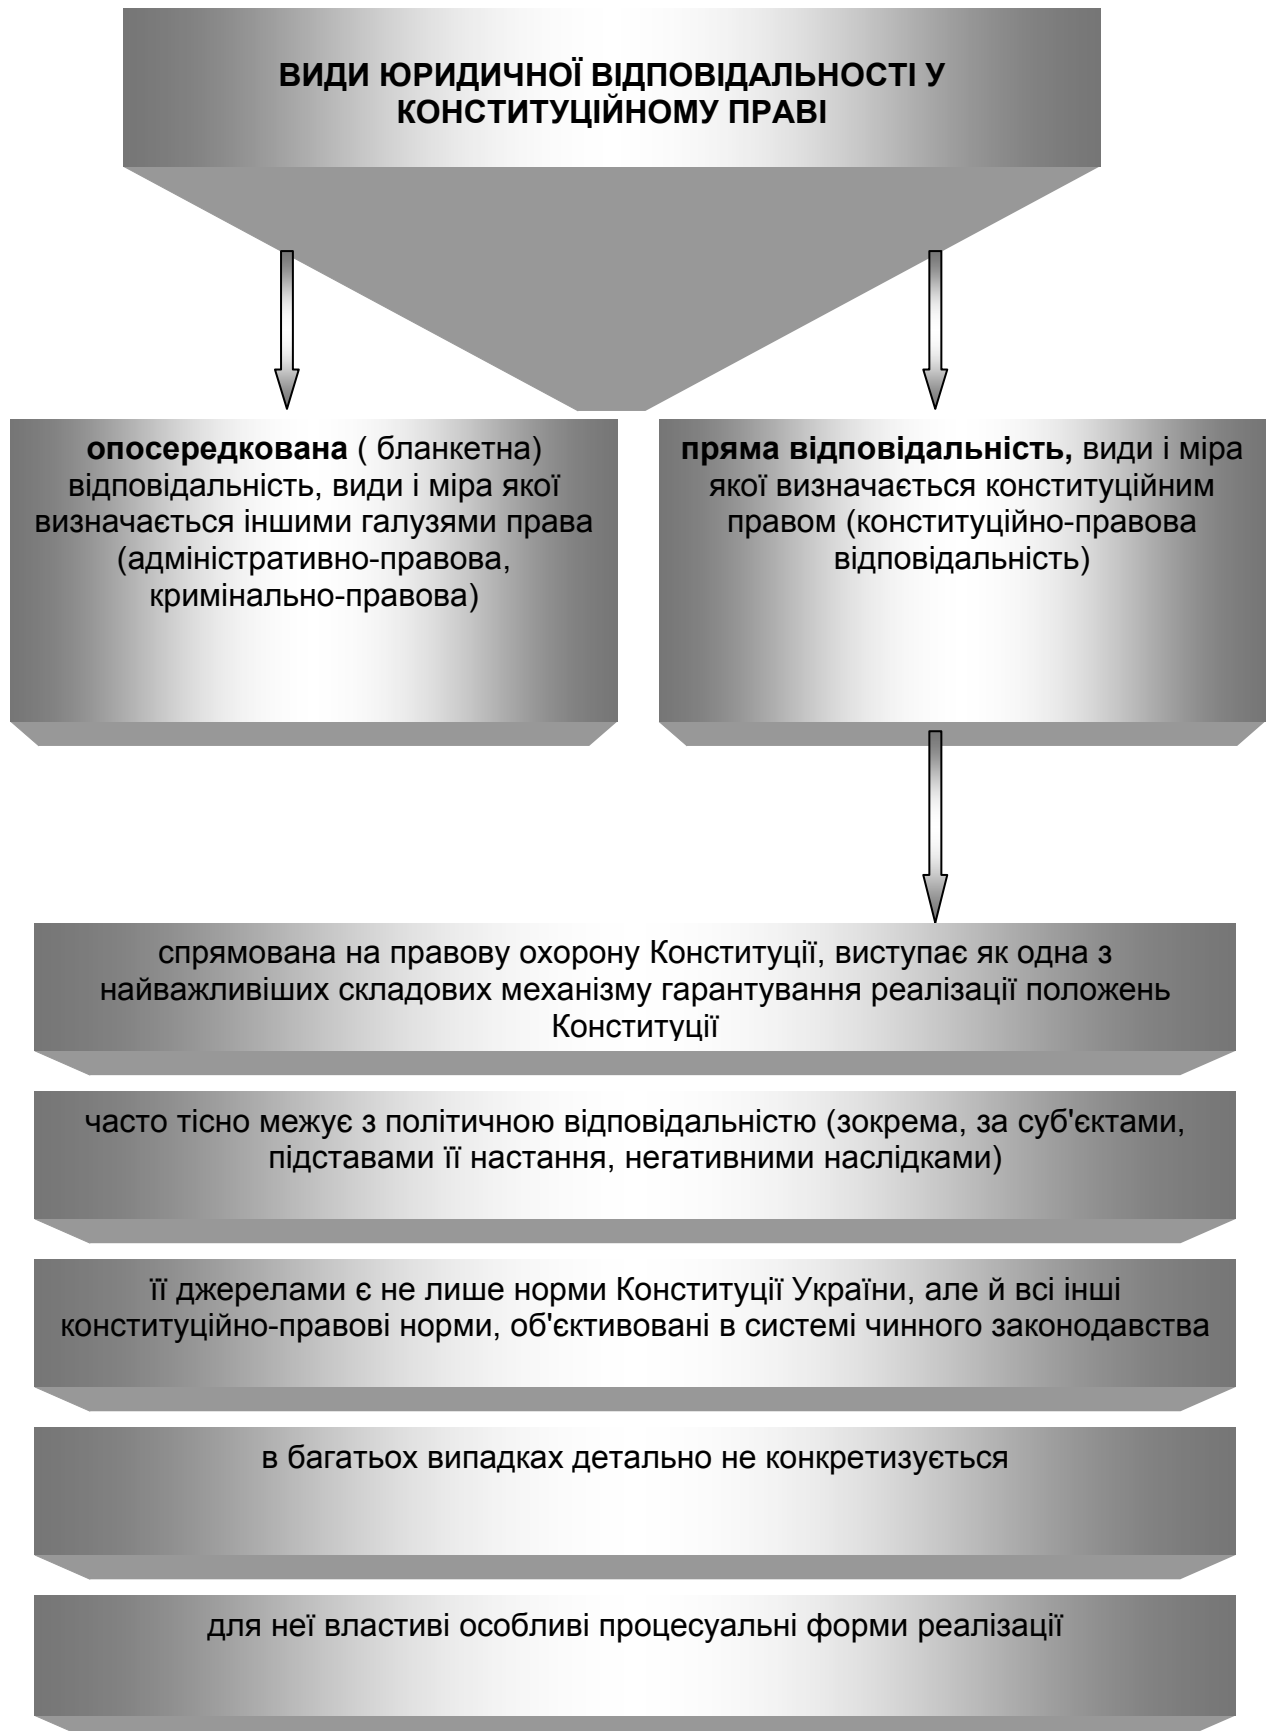 ВИДИ ЮРИДИЧНОЇ ВІДПОВІДАЛЬНОСТІ У
КОНСТИТУЦІЙНОМУ ПРАВІ
опосередкована ( бланкетна)
відповідальність, види і міра якої
визначається іншими галузями права
(адміністративно-правова,
кримінально-правова)
пряма відповідальність, види і міра
якої визначається конституційним
правом (конституційно-правова
відповідальність)
спрямована на правову охорону Конституції, виступає як одна з
найважливіших складових механізму гарантування реалізації положень
Конституції
часто тісно межує з політичною відповідальністю (зокрема, за суб'єктами,
підставами її настання, негативними наслідками)
її джерелами є не лише норми Конституції України, але й всі інші
конституційно-правові норми, об'єктивовані в системі чинного законодавства
в багатьох випадках детально не конкретизується
для неї властиві особливі процесуальні форми реалізації